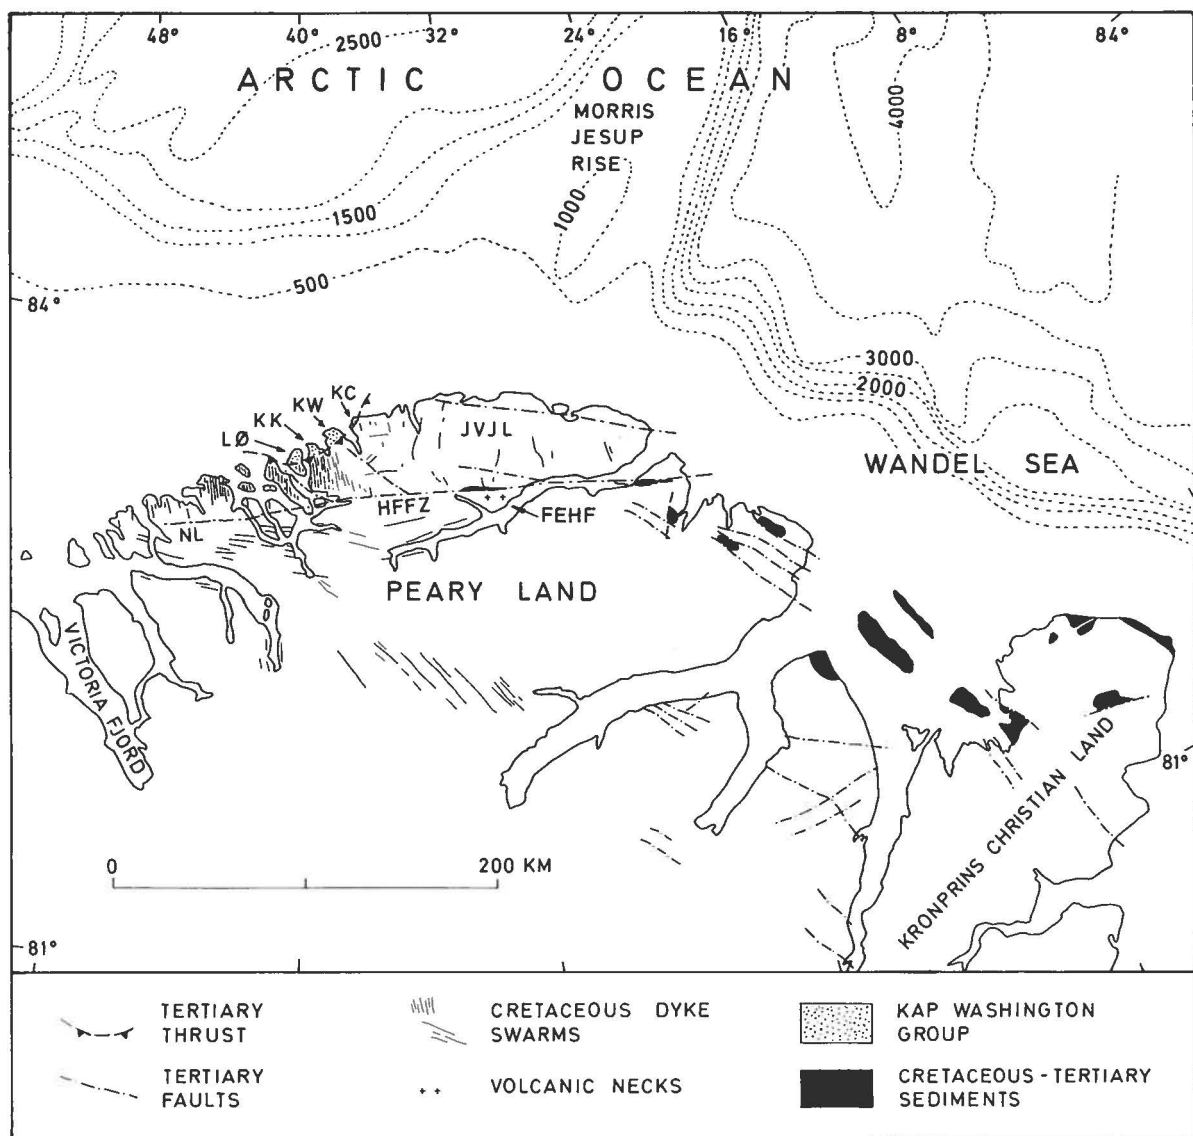 48° 40° 32° 24° 16° 8° 84°
2500
ARCTIC OCEAN
4000
MORRIS
JESUP
RISE
1000
1500
500
84°
3000
2000
KC
KW
KK
LØ
JVJL
WANDEL SEA
HFFZ
FEHF
NL
PEARY LAND
VICTORIA FJORD
KRONPRINS CHRISTIAN LAND
81°
0 200 KM
81°
TERTIARY
THRUST
CRETACEOUS DYKE
SWARMS
KAP WASHINGTON
GROUP
TERTIARY
FAULTS
VOLCANIC NECKS
CRETACEOUS-TERTIARY
SEDIMENTS